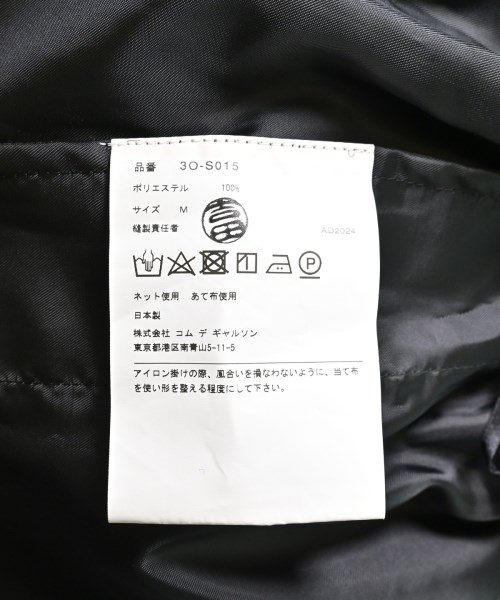 品番 3O-S015
ポリエステル 100%
サイズ M
縫製責任者 AD2024
ネット使用 あて布使用
日本製
株式会社 コム デ ギャルソン
東京都港区南青山5-11-5
アイロン掛けの際、風合いを損なわないように、当て布
を使い形を整える程度にして下さい。